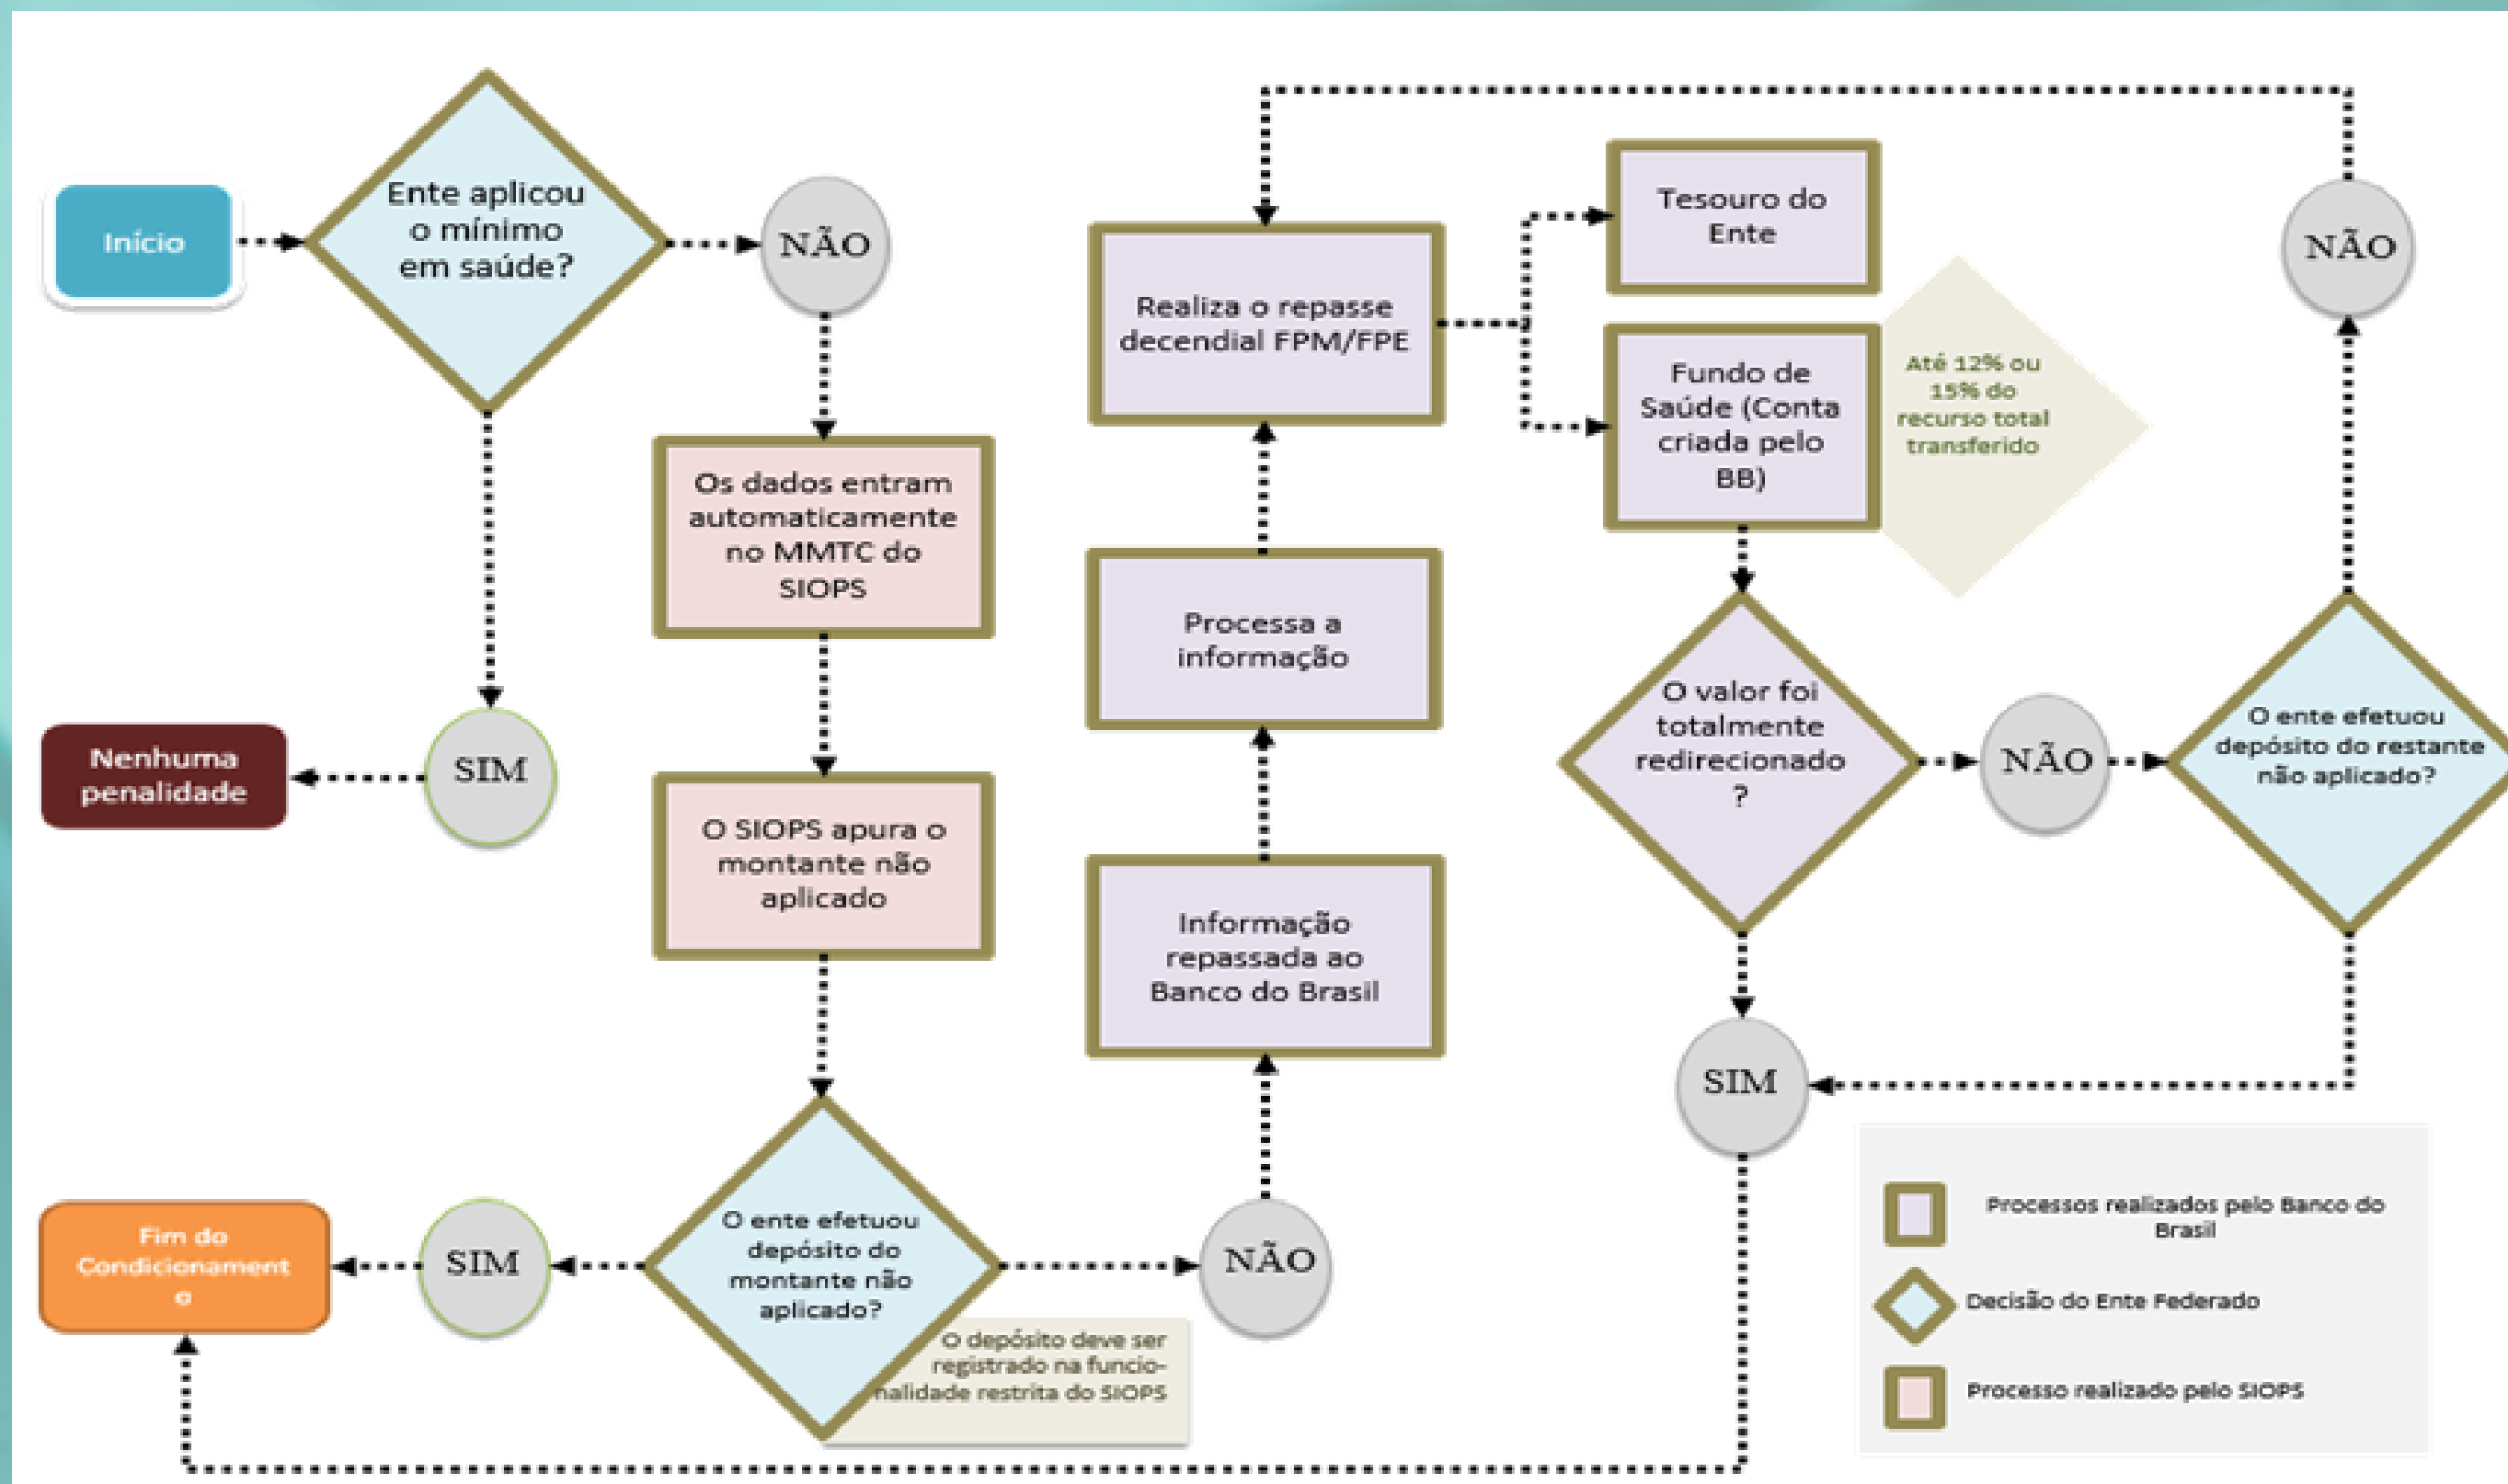 Início
Ente aplicou
o mínimo
em saúde?
NÃO
SIM
Nenhuma
penalidade
Os dados entram
automaticamente
no MMTC do
SIOPS
O SIOPS apura o
montante não
aplicado
O ente efetuou
depósito do
montante não
aplicado?
O depósito deve ser
registrado na funcio-
nalidade restrita do SIOPS
SIM
Fim do
Condicionament
o
NÃO
Informação
repassada ao
Banco do Brasil
Processa a
informação
Realiza o repasse
decendial FPM/FPE
Tesouro do
Ente
Fundo de
Saúde (Conta
criada pelo
BB)
Até 12% ou
15% do
recurso total
transferido
O valor foi
totalmente
redirecionado
?
NÃO
O ente efetuou
depósito do restante
não aplicado?
NÃO
SIM
Processos realizados pelo Banco do
Brasil
Decisão do Ente Federado
Processo realizado pelo SIOPS